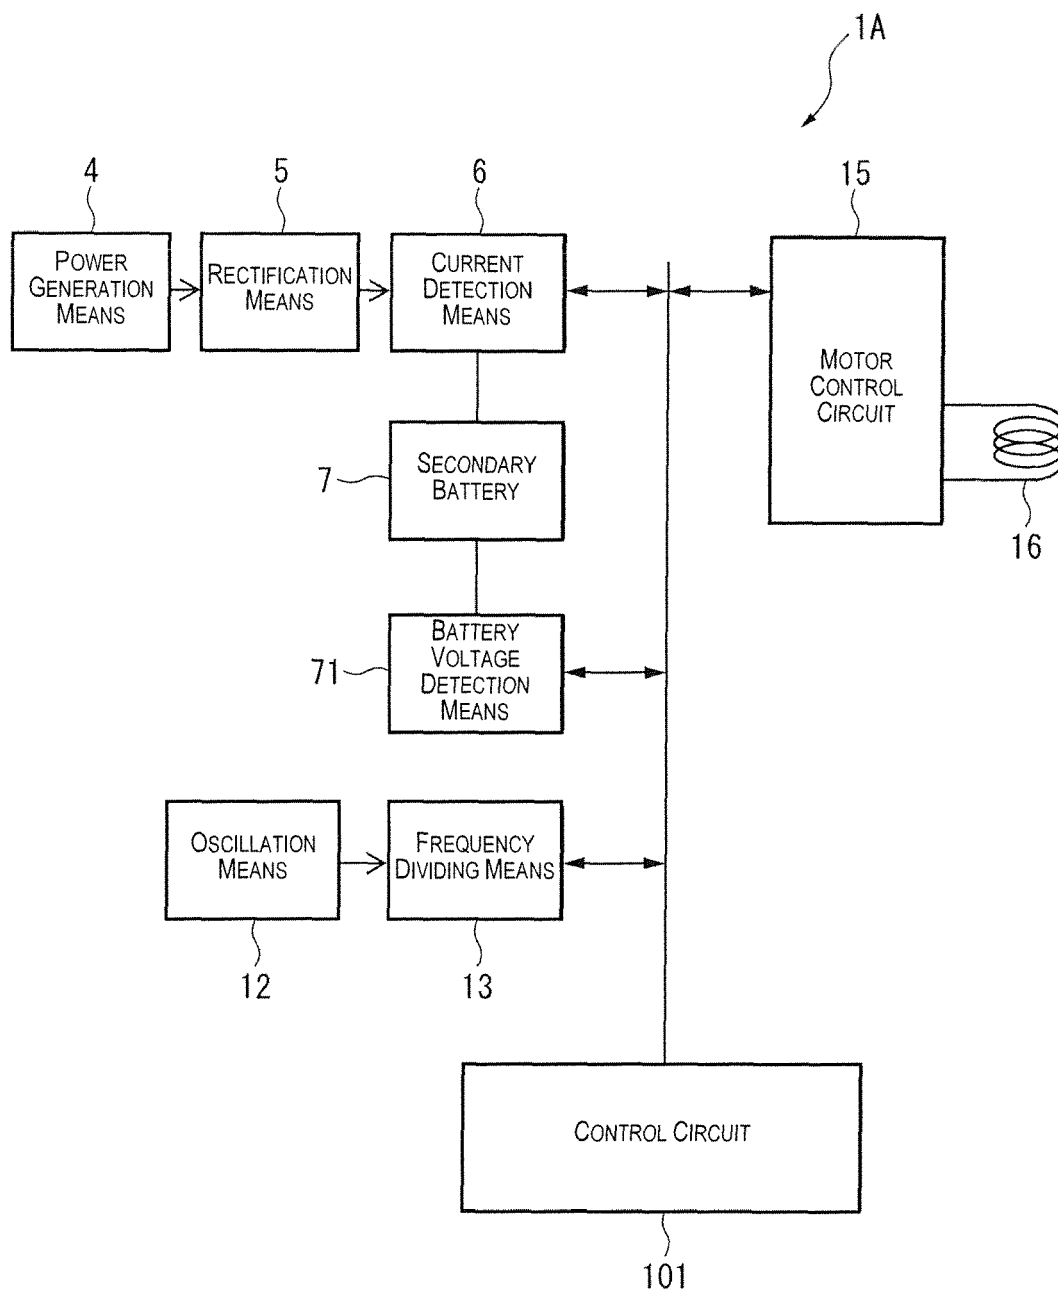 1A
4
5
6
15
POWER
GENERATION
MEANS
RECTIFICATION
MEANS
CURRENT
DETECTION
MEANS
MOTOR
CONTROL
CIRCUIT
16
7
SECONDARY
BATTERY
71
BATTERY
VOLTAGE
DETECTION
MEANS
OSCILLATION
MEANS
FREQUENCY
DIVIDING MEANS
12
13
CONTROL CIRCUIT
101